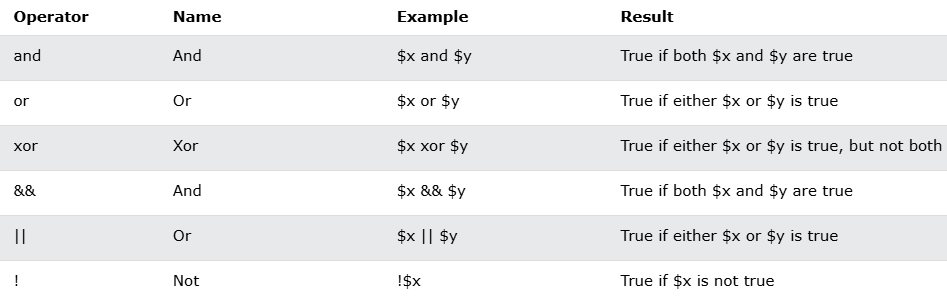 Operator Name Example Result
and And $x and $y True if both $x and $y are true
or Or $x or $y True if either $x or $y is true
xor Xor $x xor $y True if either $x or $y is true, but not both
&& And $x && $y True if both $x and $y are true
|| Or $x || $y True if either $x or $y is true
! Not !$x True if $x is not true